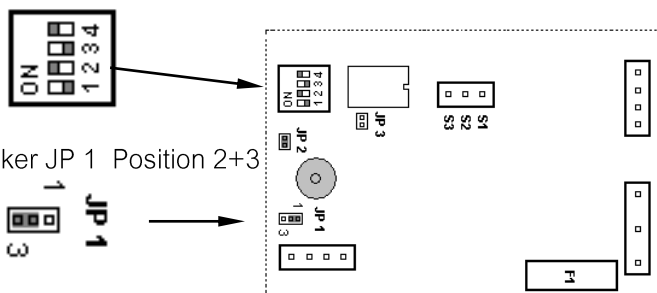 ON
1 2 3 4
ON
1 2 3 4
JP 3
S3 S2 S1
JP 2
ker JP 1 Position 2+3
1
JP 1
3
1
JP 1
3
F1